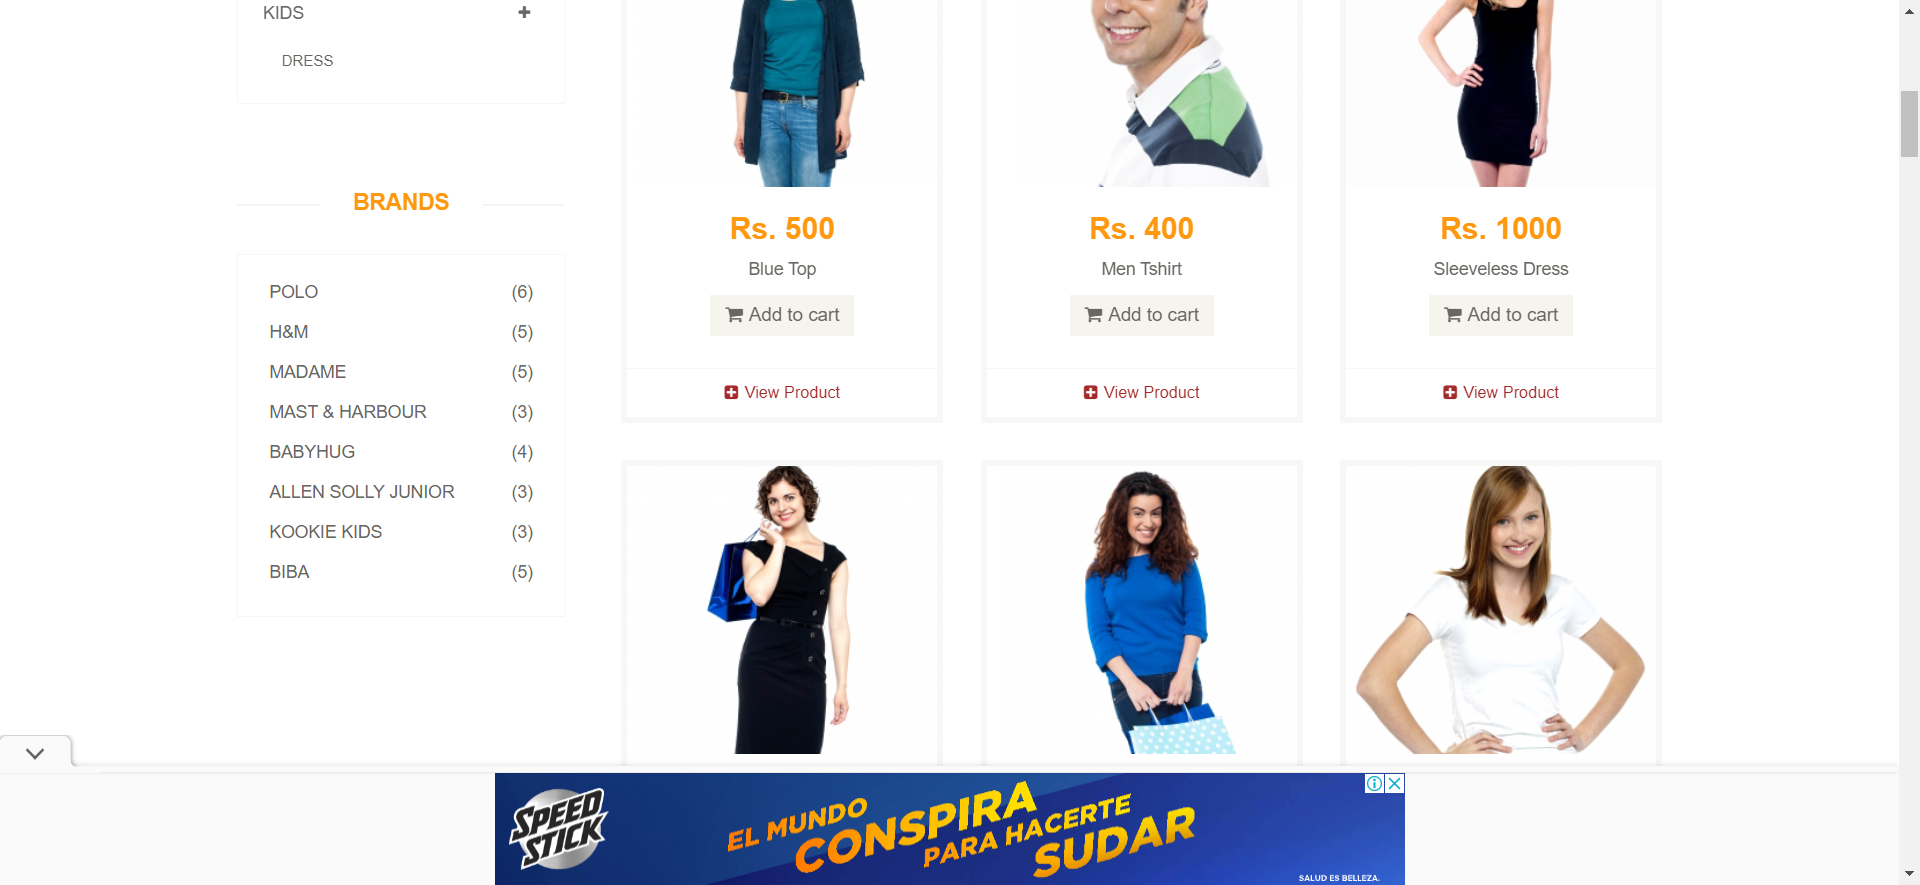 KIDS
DRESS
BRANDS
POLO (6)
H&M (5)
MADAME (5)
MAST & HARBOUR (3)
BABYHUG (4)
ALLEN SOLLY JUNIOR (3)
KOOKIE KIDS (3)
BIBA (5)
Rs. 500
Blue Top
Add to cart
View Product
Rs. 400
Men Tshirt
Add to cart
View Product
Rs. 1000
Sleeveless Dress
Add to cart
View Product
SPEED
STICK
EL MUNDO
CONSPIRA
PARA HACERTE
SUDAR
SALUD ES BELLEZA.